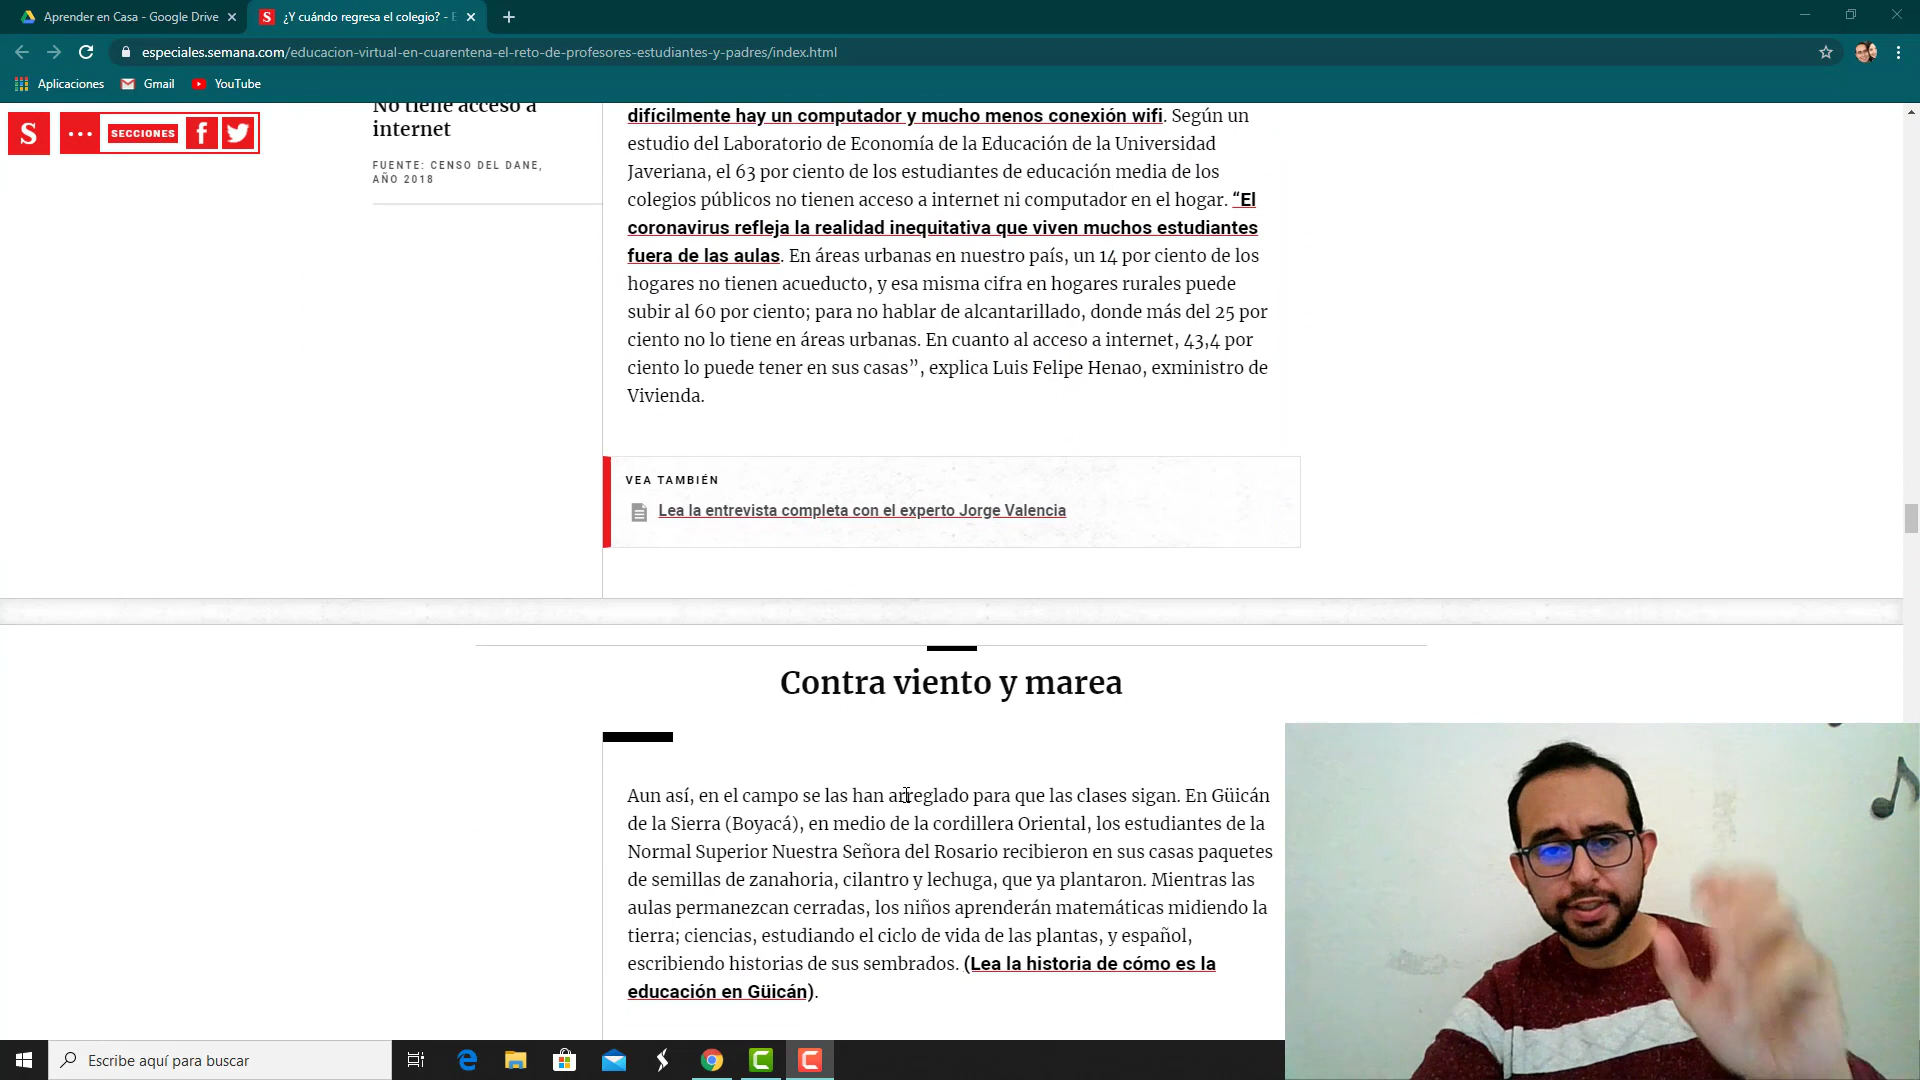 Aprender en Casa - Google Drive
¿Y cuándo regresa el colegio? - E
especiales.semana.com/educacion-virtual-en-cuarentena-el-reto-de-profesores-estudiantes-y-padres/index.html
Aplicaciones
Gmail
YouTube
S
SECCIONES
No tiene acceso a
internet
FUENTE: CENSO DEL DANE,
AÑO 2018
difícilmente hay un computador y mucho menos conexión wifi. Según un
estudio del Laboratorio de Economía de la Educación de la Universidad
Javeriana, el 63 por ciento de los estudiantes de educación media de los
colegios públicos no tienen acceso a internet ni computador en el hogar. “El
coronavirus refleja la realidad inequitativa que viven muchos estudiantes
fuera de las aulas. En áreas urbanas en nuestro país, un 14 por ciento de los
hogares no tienen acueducto, y esa misma cifra en hogares rurales puede
subir al 60 por ciento; para no hablar de alcantarillado, donde más del 25 por
ciento no lo tiene en áreas urbanas. En cuanto al acceso a internet, 43,4 por
ciento lo puede tener en sus casas”, explica Luis Felipe Henao, exministro de
Vivienda.
VEA TAMBIÉN
Lea la entrevista completa con el experto Jorge Valencia
Contra viento y marea
Aun así, en el campo se las han arreglado para que las clases sigan. En Güicán
de la Sierra (Boyacá), en medio de la cordillera Oriental, los estudiantes de la
Normal Superior Nuestra Señora del Rosario recibieron en sus casas paquetes
de semillas de zanahoria, cilantro y lechuga, que ya plantaron. Mientras las
aulas permanezcan cerradas, los niños aprenderán matemáticas midiendo la
tierra; ciencias, estudiando el ciclo de vida de las plantas, y español,
escribiendo historias de sus sembrados. (Lea la historia de cómo es la
educación en Güicán).
Escribe aquí para buscar